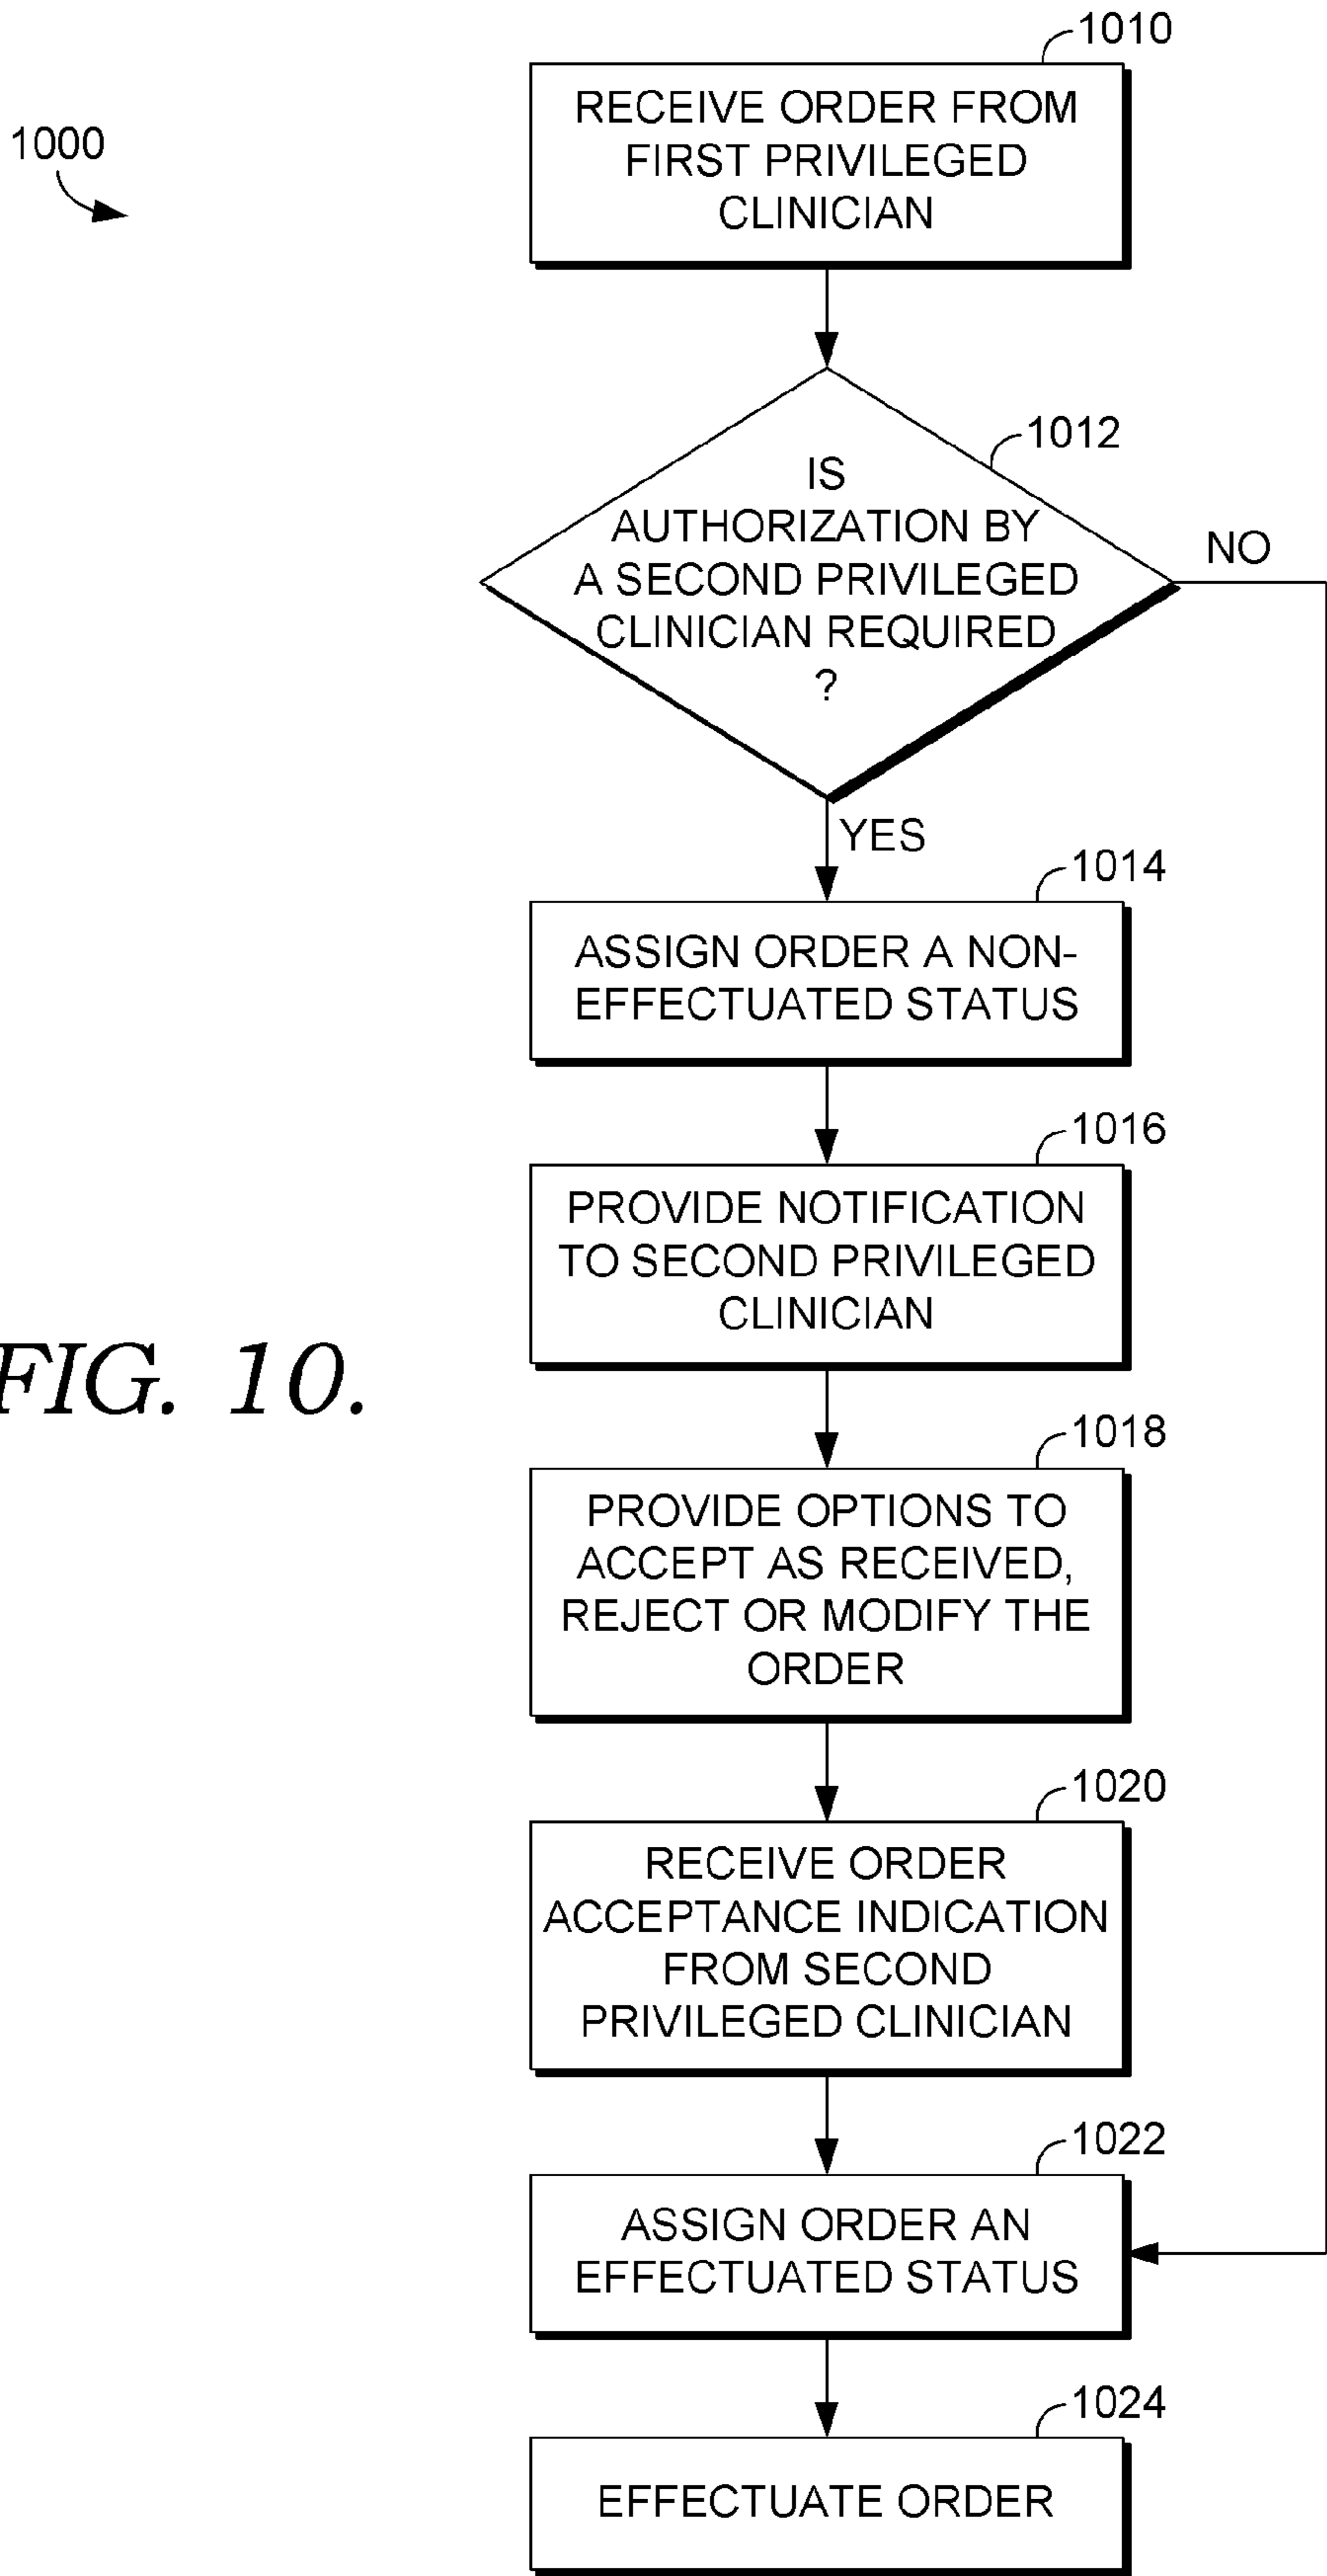 1000
1010
RECEIVE ORDER FROM
FIRST PRIVILEGED
CLINICIAN
1012
IS
AUTHORIZATION BY
A SECOND PRIVILEGED
CLINICIAN REQUIRED
?
NO
YES
1014
ASSIGN ORDER A NON-
EFFECTUATED STATUS
1016
PROVIDE NOTIFICATION
TO SECOND PRIVILEGED
CLINICIAN
FIG. 10.
1018
PROVIDE OPTIONS TO
ACCEPT AS RECEIVED,
REJECT OR MODIFY THE
ORDER
1020
RECEIVE ORDER
ACCEPTANCE INDICATION
FROM SECOND
PRIVILEGED CLINICIAN
1022
ASSIGN ORDER AN
EFFECTUATED STATUS
1024
EFFECTUATE ORDER